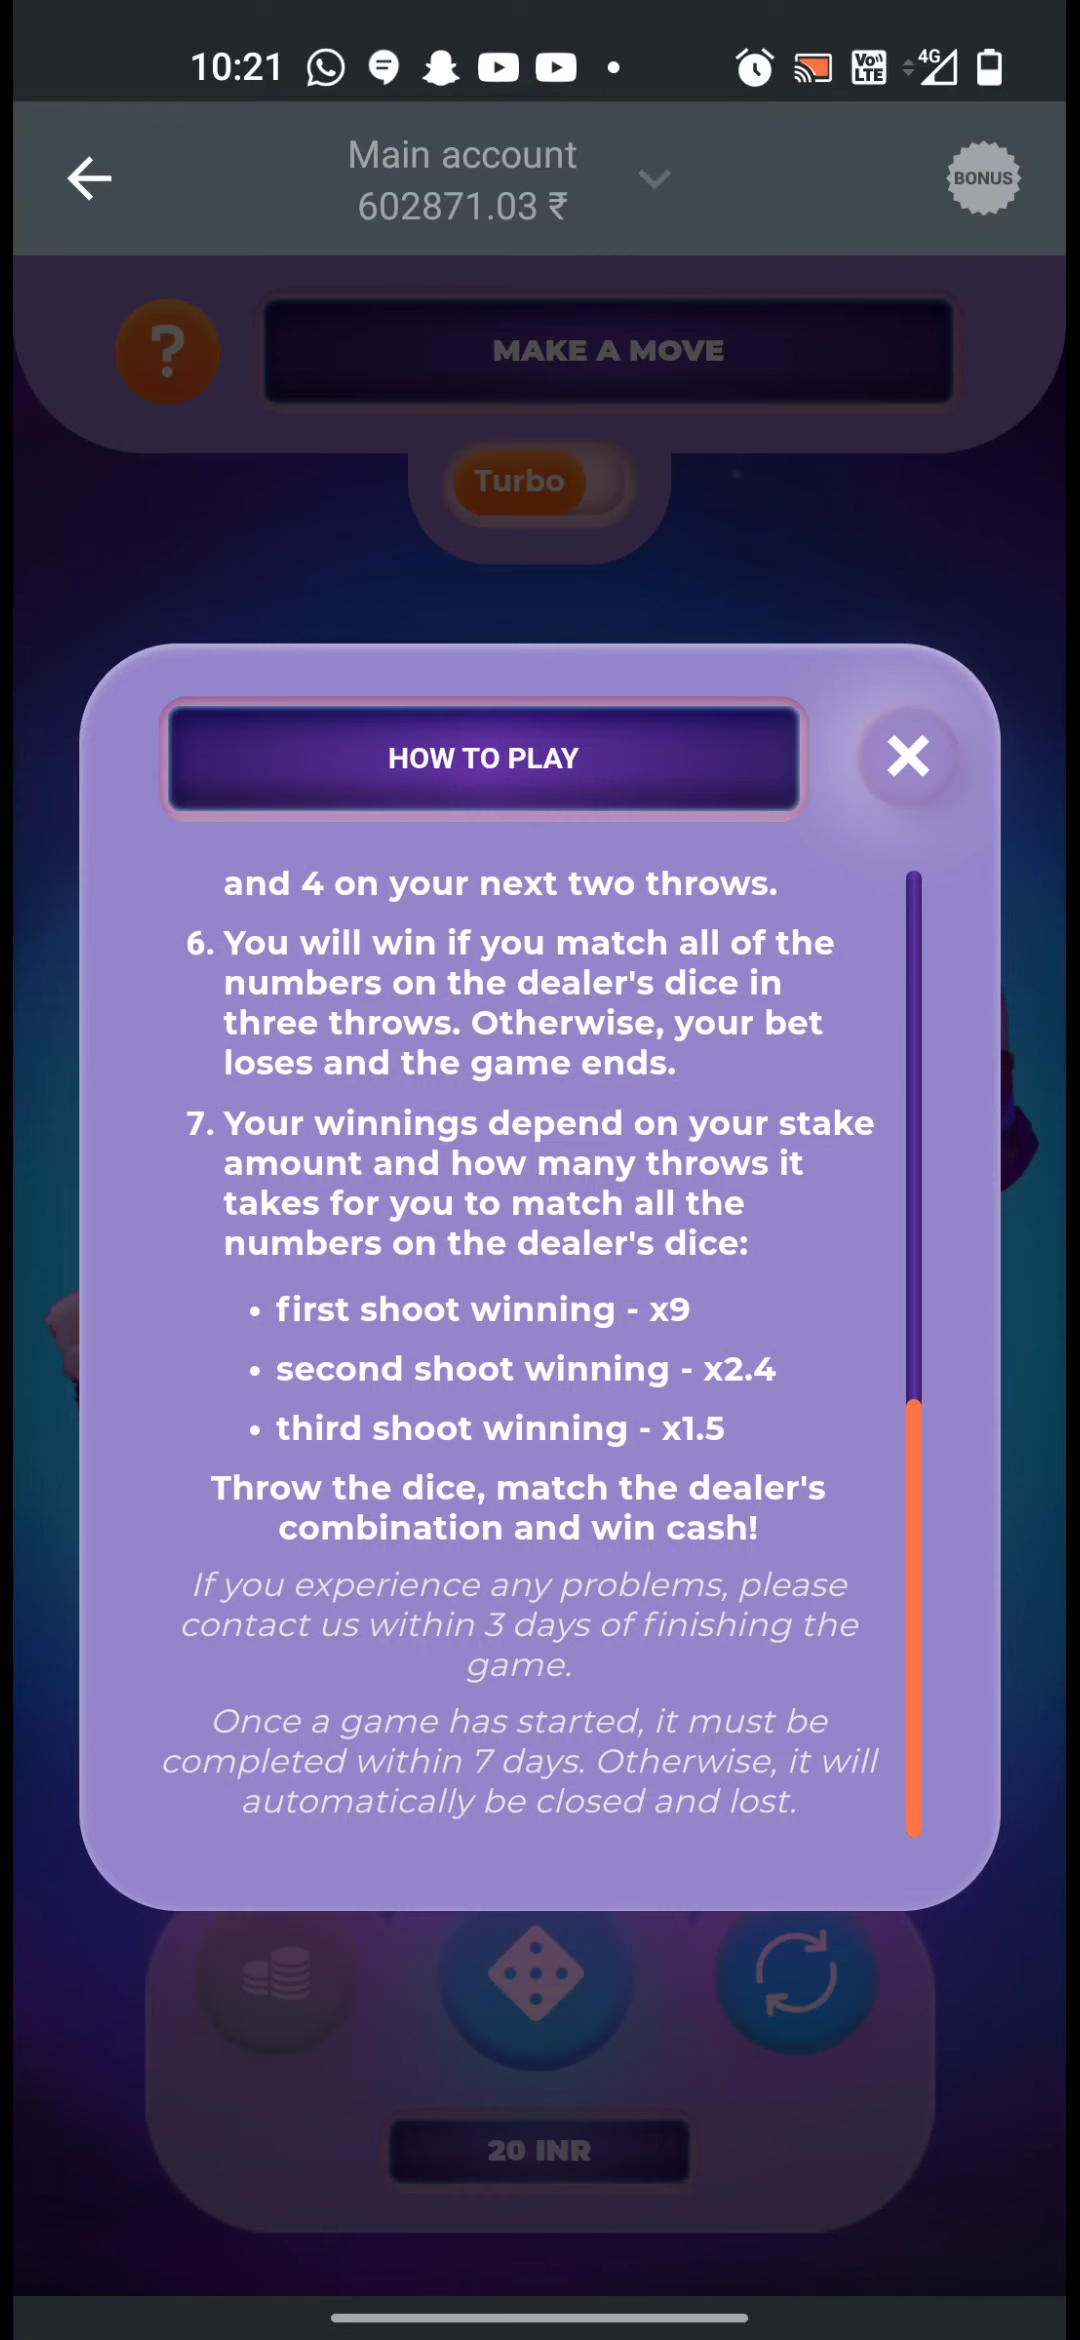 10:21
Vo)) LTE
4G
Main account
602871.03 ₹
BONUS
?
MAKE A MOVE
Turbo
HOW TO PLAY
and 4 on your next two throws.
6. You will win if you match all of the
numbers on the dealer's dice in
three throws. Otherwise, your bet
loses and the game ends.
7. Your winnings depend on your stake
amount and how many throws it
takes for you to match all the
numbers on the dealer's dice:
• first shoot winning - x9
• second shoot winning - x2.4
• third shoot winning - x1.5
Throw the dice, match the dealer's
combination and win cash!
If you experience any problems, please
contact us within 3 days of finishing the
game.
Once a game has started, it must be
completed within 7 days. Otherwise, it will
automatically be closed and lost.
20 INR